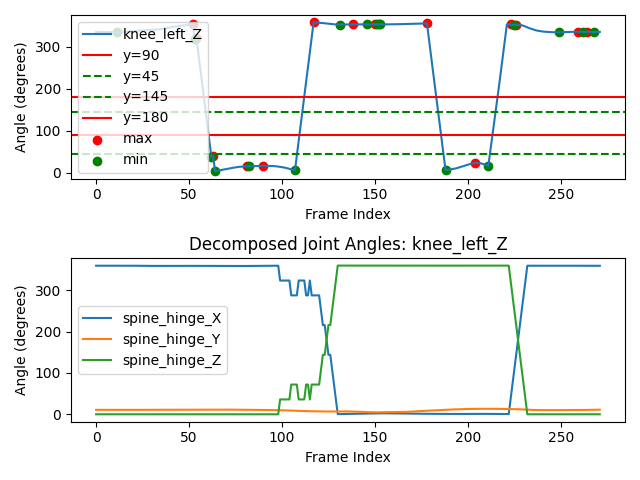 300
200
100
0
Angle (degrees)
knee_left_Z
y=90
y=45
y=145
y=180
max
min
0
50
100
150
200
250
Frame Index
Decomposed Joint Angles: knee_left_Z
300
200
100
0
Angle (degrees)
spine_hinge_X
spine_hinge_Y
spine_hinge_Z
0
50
100
150
200
250
Frame Index